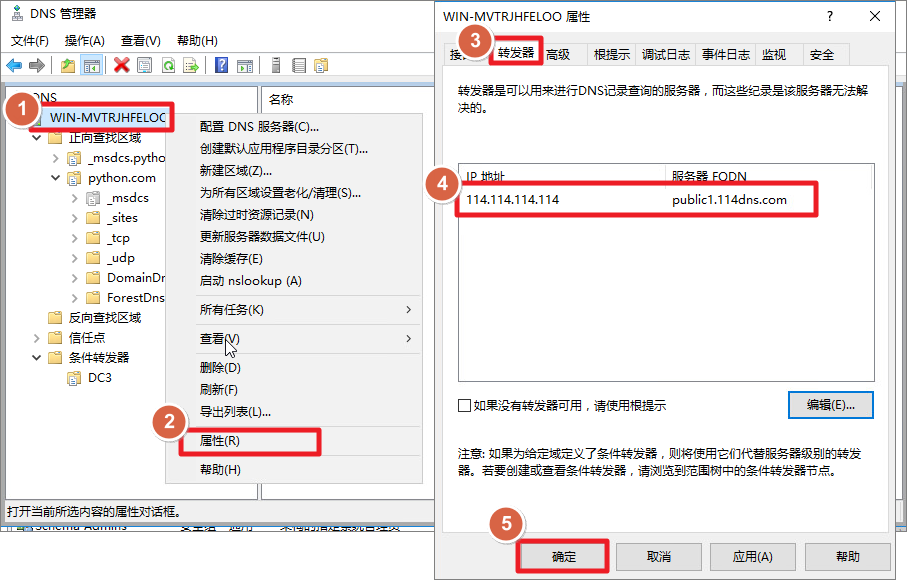 DNS 管理器
文件(F) 操作(A) 查看(V) 帮助(H)
1
DNS
WIN-MVTRJHFELOO
正向查找区域
_msdcs.pytho
python.com
_msdcs
_sites
_tcp
_udp
DomainDn
ForestDns
反向查找区域
信任点
条件转发器
DC3
名称
配置 DNS 服务器(C)...
创建默认应用程序目录分区(T)...
新建区域(Z)...
为所有区域设置老化/清理(S)...
清除过时资源记录(N)
更新服务器数据文件(U)
清除缓存(E)
启动 nslookup (A)
所有任务(K)
查看(V)
删除(D)
刷新(F)
导出列表(L)...
2
属性(R)
帮助(H)
打开当前所选内容的属性对话框。
Schema Admins
WIN-MVTRJHFELOO 属性
3
转发器 高级 根提示 调试日志 事件日志 监视 安全
转发器是可以用来进行DNS记录查询的服务器，而这些纪录是该服务器无法解
决的。
4
IP 地址 服务器 FQDN
114.114.114.114 public1.114dns.com
如果没有转发器可用，请使用根提示
编辑(E)...
注意: 如果为给定域定义了条件转发器，则将使用它们代替服务器级别的转发
器。若要创建或查看条件转发器，请浏览到范围树中的条件转发器节点。
5
确定 取消 应用(A) 帮助